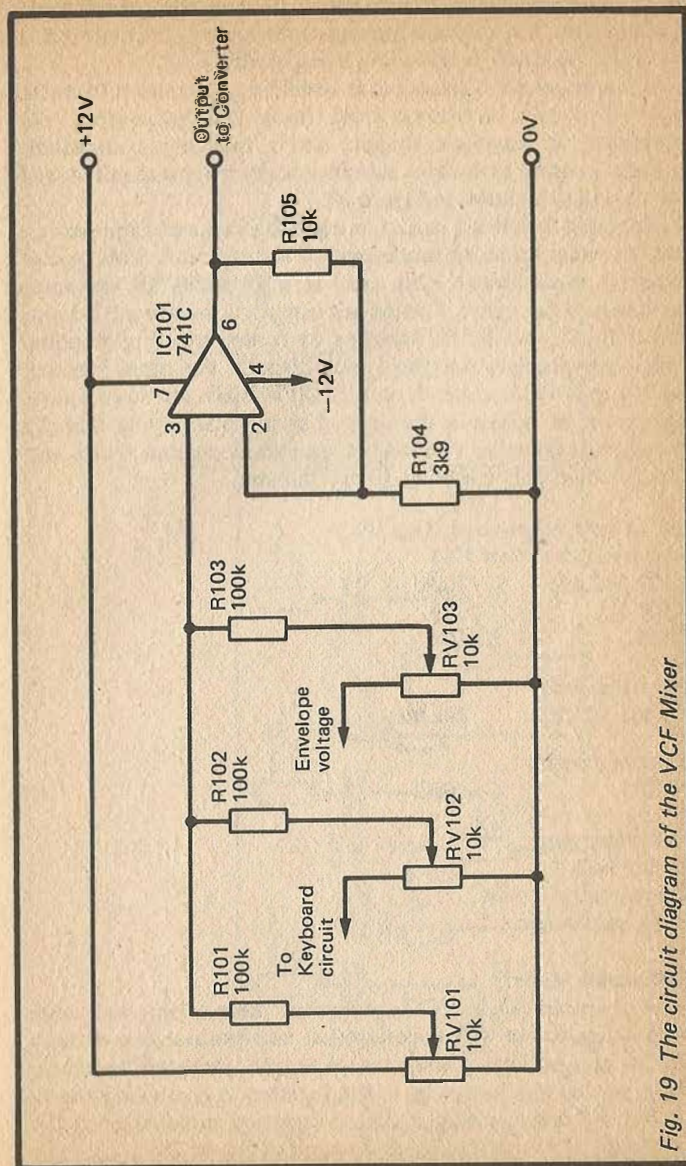 +12V
Output
to Converter
R105
10k
IC101
741C
7
6
3
4
2
–12V
R104
3k9
0V
R103
100k
Envelope
voltage
RV103
10k
R102
100k
To
Keyboard
circuit
RV102
10k
R101
100k
RV101
10k
Fig. 19 The circuit diagram of the VCF Mixer